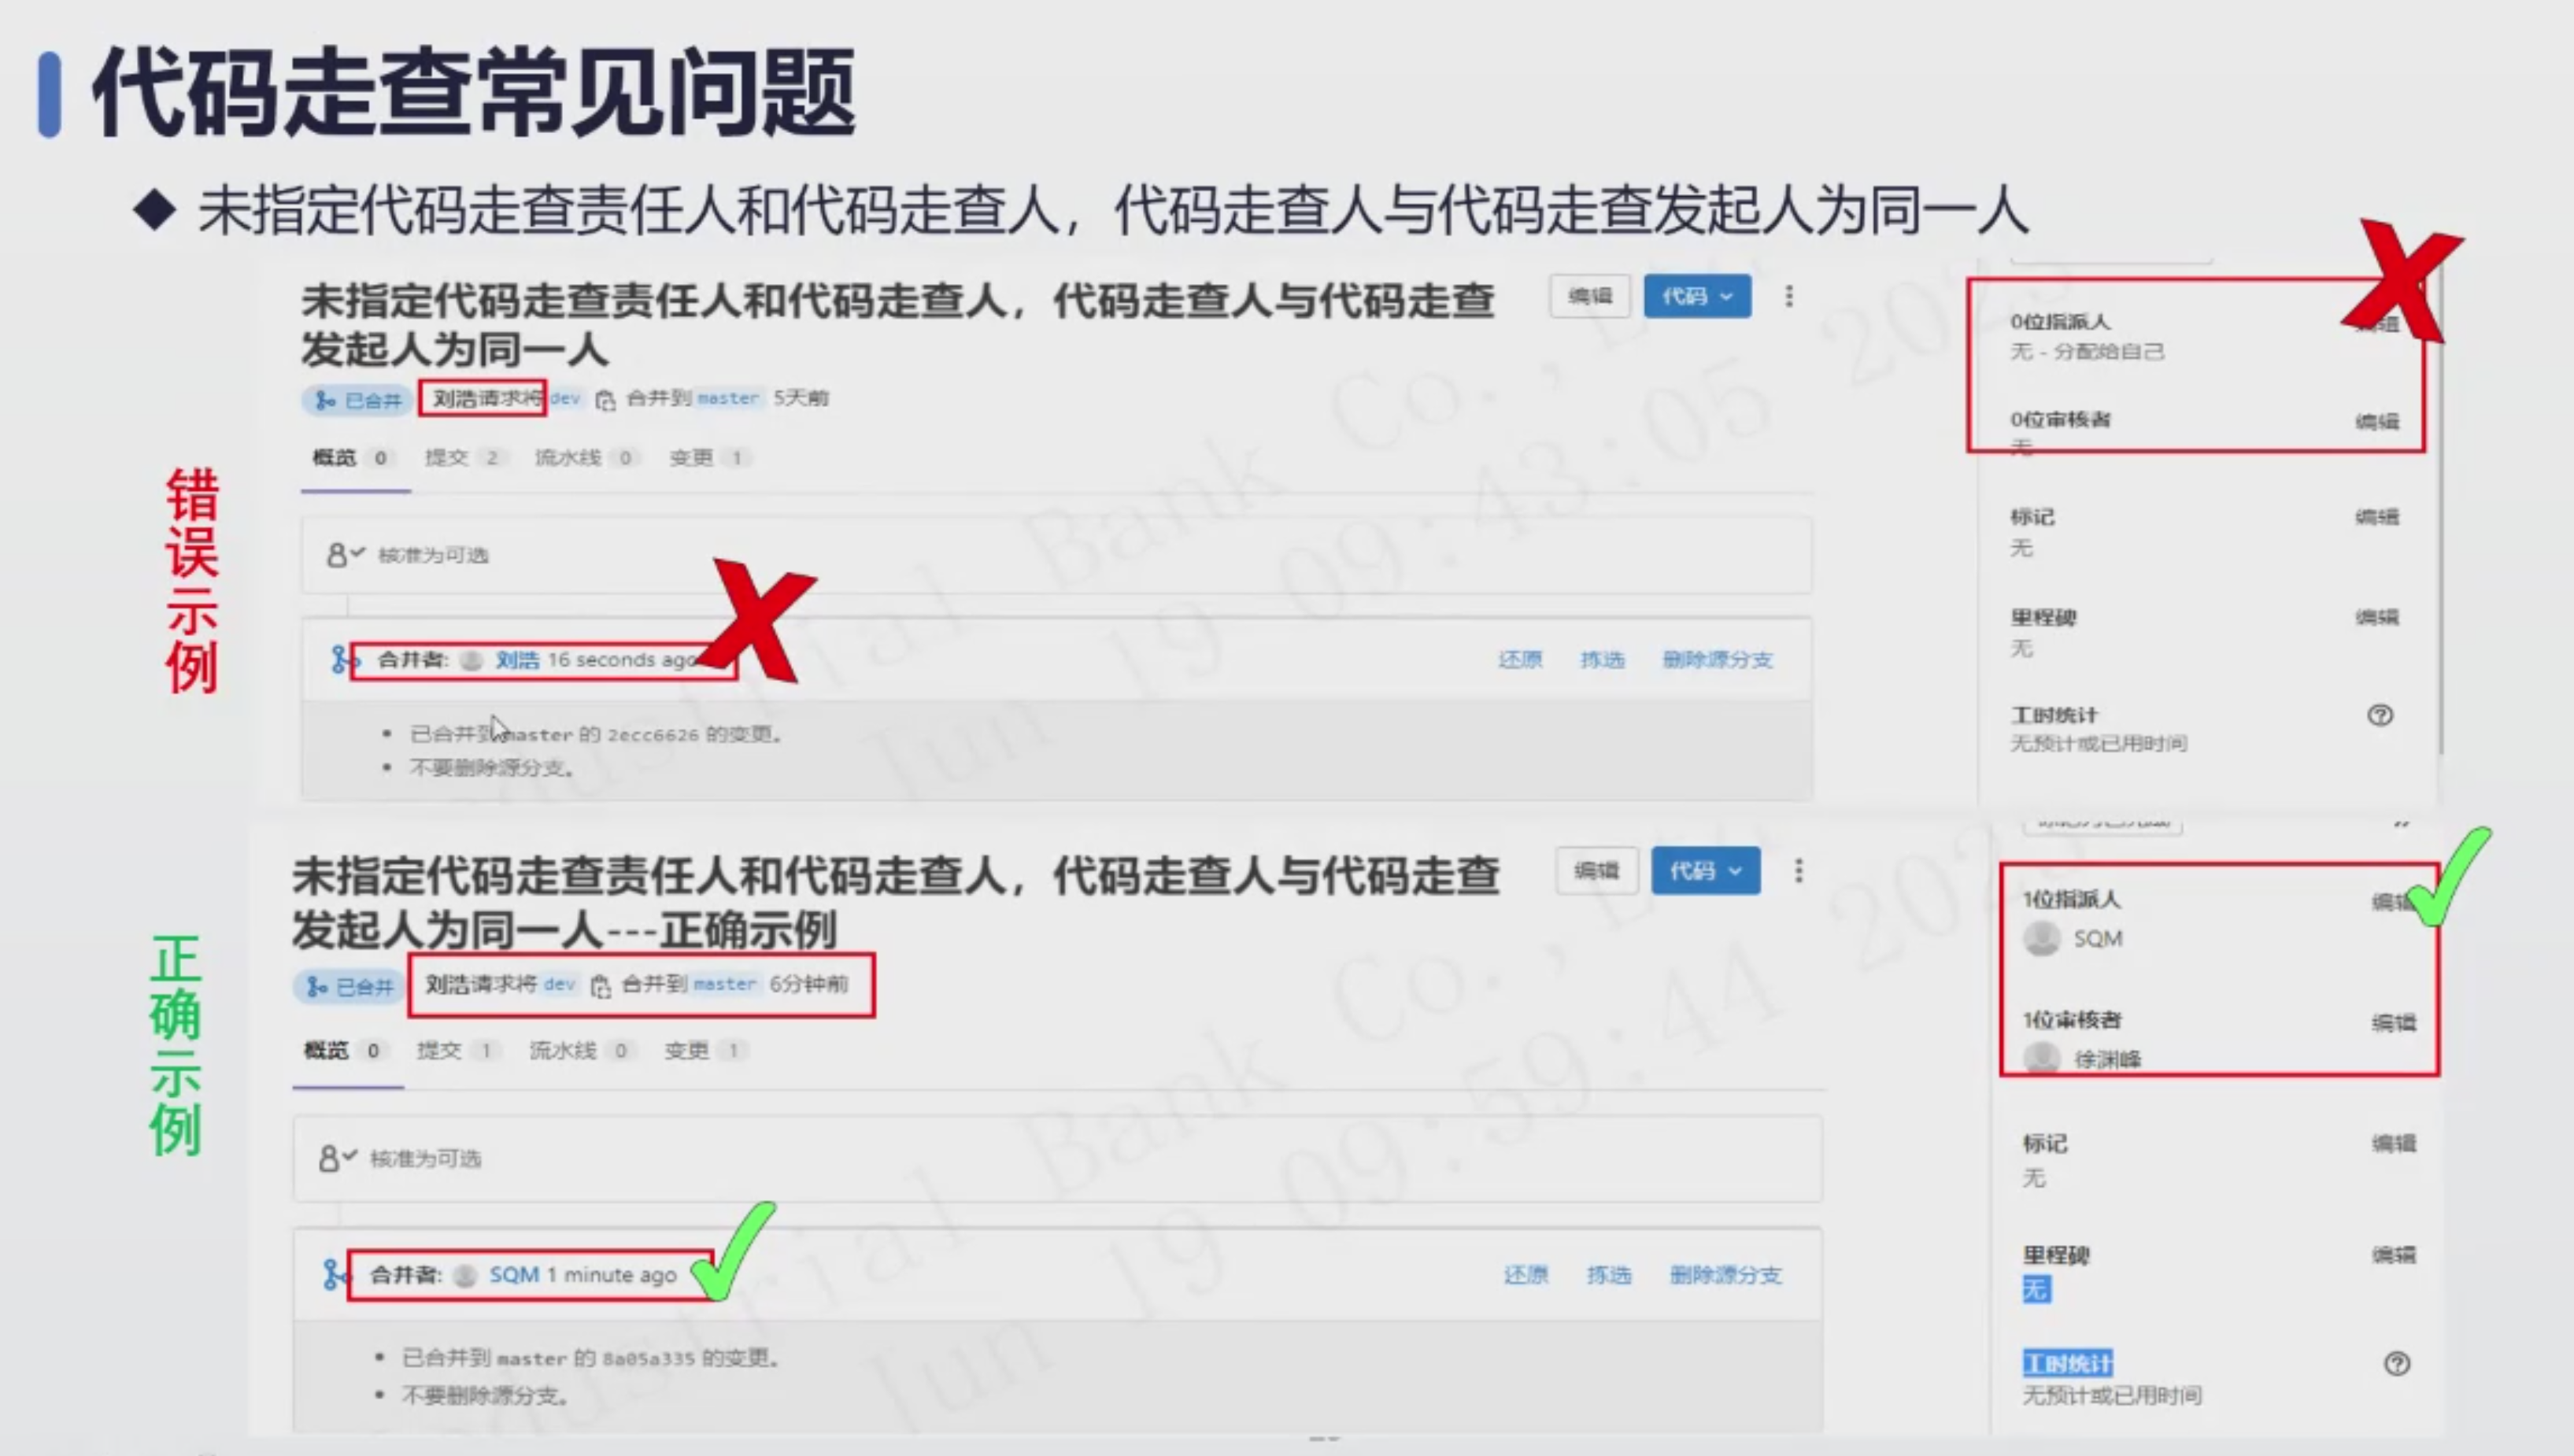 代码走查常见问题
◆ 未指定代码走查责任人和代码走查人，代码走查人与代码走查发起人为同一人
错误示例
未指定代码走查责任人和代码走查人，代码走查人与代码走查
发起人为同一人
编辑 代码
已合并 刘浩请求将 dev 合并到 master 5天前
概览 0 提交 2 流水线 0 变更 1
核准为可选
合并者: 刘浩 16 seconds ago
还原 拣选 删除源分支
已合并到 master 的 2ecc6626 的变更。
不要删除源分支。
0位指派人
无 - 分配给自己
0位审核者 编辑
无
标记 编辑
无
里程碑 编辑
无
工时统计
无预计或已用时间
正确示例
未指定代码走查责任人和代码走查人，代码走查人与代码走查
发起人为同一人---正确示例
编辑 代码
已合并 刘浩请求将 dev 合并到 master 6分钟前
概览 0 提交 1 流水线 0 变更 1
核准为可选
合并者: SQM 1 minute ago
还原 拣选 删除源分支
已合并到 master 的 8a05a335 的变更。
不要删除源分支。
1位指派人 编辑
SQM
1位审核者 编辑
徐渊峰
标记 编辑
无
里程碑 编辑
无
工时统计
无预计或已用时间
dustrial Bank Co.,
Jun 19 09:43:05 2023
dustrial Bank Co.,
Jun 19 09:59:44 2023